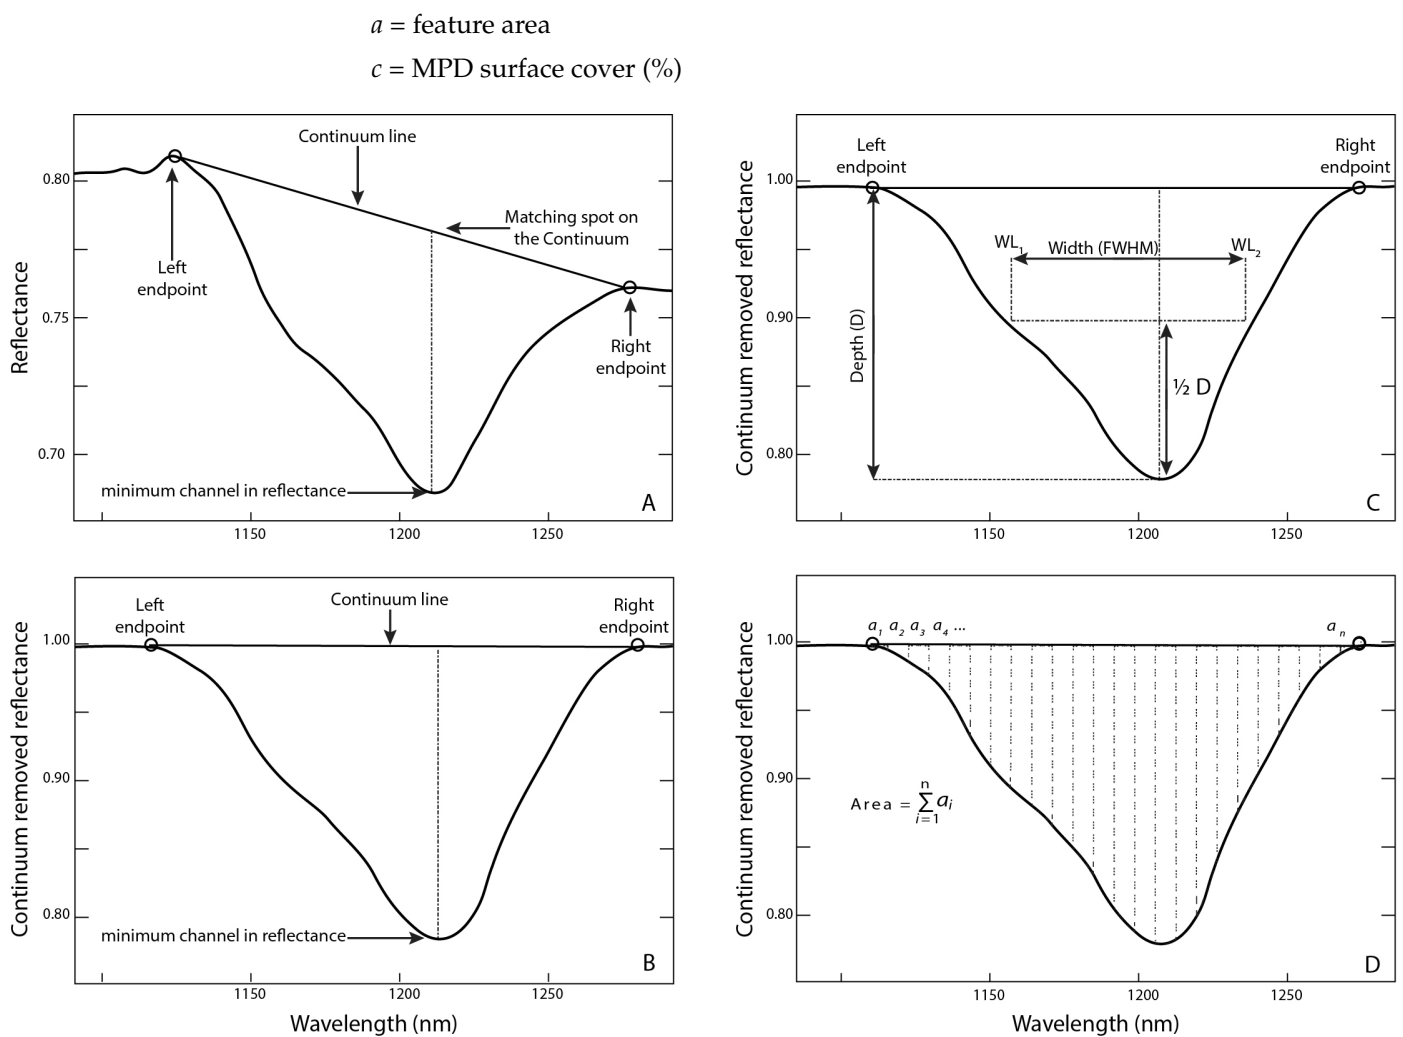 a = feature area
c = MPD surface cover (%)
Reflectance
0.80
0.75
0.70
Continuum line
Matching spot on
the Continuum
Left
endpoint
Right
endpoint
minimum channel in reflectance
A
1150
1200
1250
Continuum removed reflectance
1.00
0.90
0.80
Left
endpoint
Right
endpoint
WL1
Width (FWHM)
WL2
Depth (D)
½ D
C
1150
1200
1250
Continuum removed reflectance
1.00
0.90
0.80
Left
endpoint
Continuum line
Right
endpoint
minimum channel in reflectance
B
1150
1200
1250
Wavelength (nm)
Continuum removed reflectance
1.00
0.90
0.80
a1 a2 a3 a4 ...
an
Area = n∑i=1 ai
D
1150
1200
1250
Wavelength (nm)